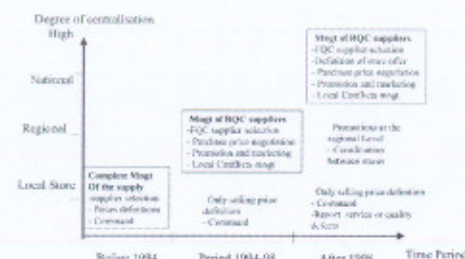 Degree of centralisation
High
National
Regional
Local Store
Mngt of RQC suppliers
-FQC supplier selection
-Definition of store offer
- Purchase price negotiation
- Promotion and marketing
- Local Conflicts mngt.
Mngt of RQC suppliers
-FQC supplier selection
- Purchase price negotiation
- Promotion and marketing
- Local Conflicts mngt.
Promotions at the
regional Level
- Coordination
between stores
Complete Mngt
Of the supply
-supplier selection
- Prices definitions
- Command
Only selling price
definition
- Command
Only selling price definition
- Command
-Report service or quality
defects
Before 1994
Period 1994-98
After 1998
Time Period